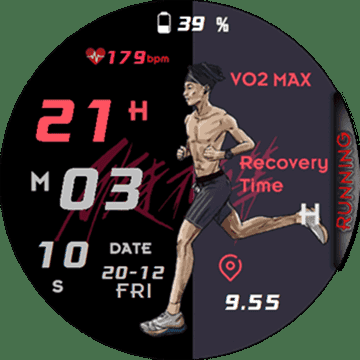 39 %
179bpm
VO2 MAX
21 H
Recovery
Time
H
M 03
RUNNING
10
S
DATE
20-12
FRI
9.55